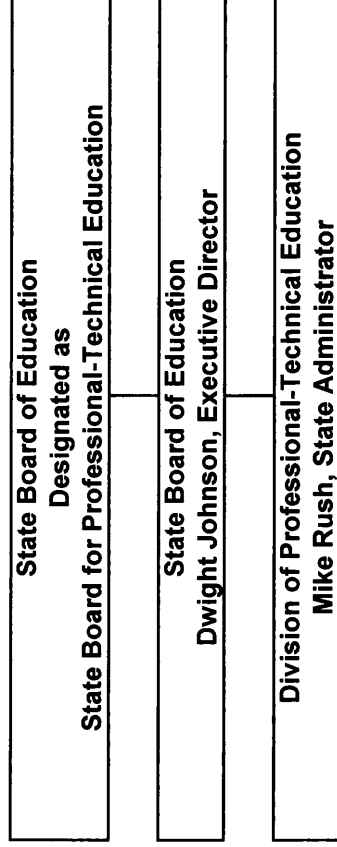 State Board of Education
Designated as
State Board for Professional-Technical Education
State Board of Education
Dwight Johnson, Executive Director
Division of Professional-Technical Education
Mike Rush, State Administrator